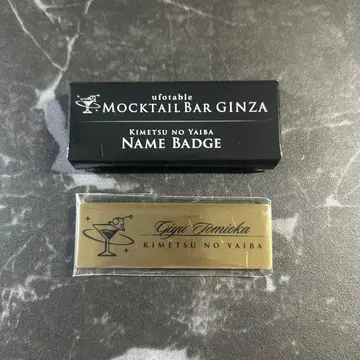 ufotable
MOCKTAIL BAR GINZA
KIMETSU NO YAIBA
NAME BADGE
Giyu Tomioka
KIMETSU NO YAIBA